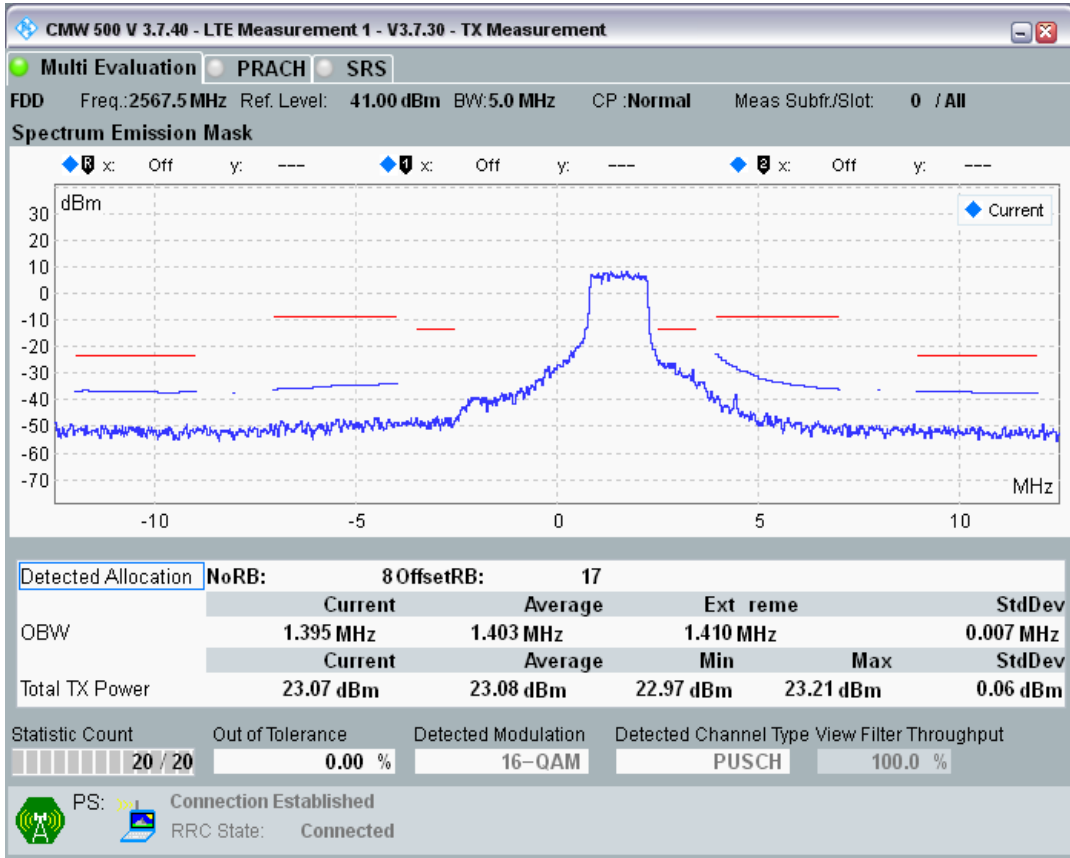 CMW 500 V 3.7.40 - LTE Measurement 1 - V3.7.30 - TX Measurement
Multi Evaluation PRACH SRS
FDD Freq.:2567.5 MHz Ref. Level: 41.00 dBm BW:5.0 MHz CP :Normal Meas Subfr./Slot: 0 / All
Spectrum Emission Mask
R x: Off y: --- 1 x: Off y: --- 2 x: Off y: ---
dBm
Current
30
20
10
0
-10
-20
-30
-40
-50
-60
-70
MHz
-10 -5 0 5 10
Detected Allocation NoRB: 8 OffsetRB: 17
Current Average Ext reme StdDev
OBW 1.395 MHz 1.403 MHz 1.410 MHz 0.007 MHz
Current Average Min Max StdDev
Total TX Power 23.07 dBm 23.08 dBm 22.97 dBm 23.21 dBm 0.06 dBm
Statistic Count Out of Tolerance Detected Modulation Detected Channel Type View Filter Throughput
20 / 20 0.00 % 16-QAM PUSCH 100.0 %
PS: Connection Established
RRC State: Connected